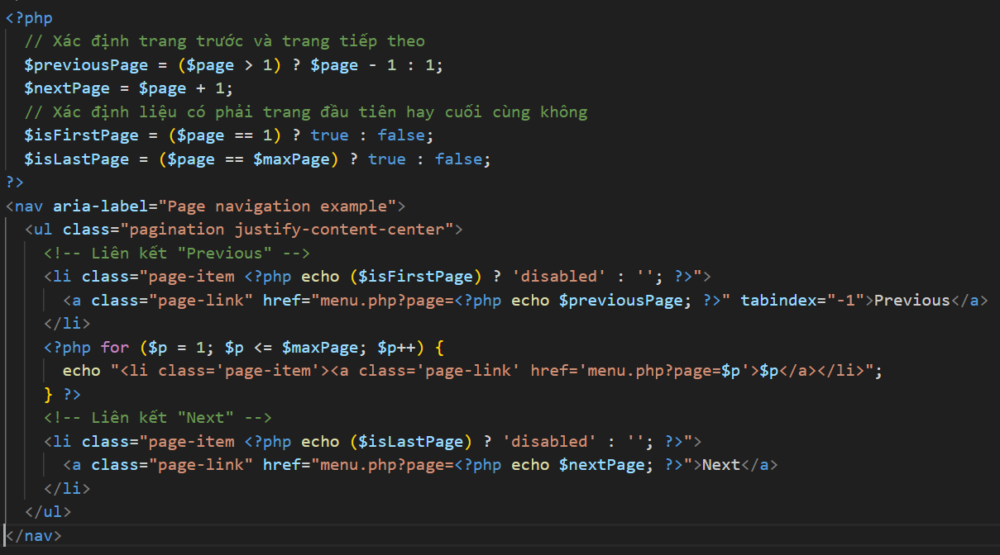 <?php
// Xác định trang trước và trang tiếp theo
$previousPage = ($page > 1) ? $page - 1 : 1;
$nextPage = $page + 1;
// Xác định liệu có phải trang đầu tiên hay cuối cùng không
$isFirstPage = ($page == 1) ? true : false;
$isLastPage = ($page == $maxPage) ? true : false;
?>
<nav aria-label="Page navigation example">
<ul class="pagination justify-content-center">
<!-- Liên kết "Previous" -->
<li class="page-item <?php echo ($isFirstPage) ? 'disabled' : ''; ?>">
<a class="page-link" href="menu.php?page=<?php echo $previousPage; ?>" tabindex="-1">Previous</a>
</li>
<?php for ($p = 1; $p <= $maxPage; $p++) {
echo "<li class='page-item'><a class='page-link' href='menu.php?page=$p'>$p</a></li>";
} ?>
<!-- Liên kết "Next" -->
<li class="page-item <?php echo ($isLastPage) ? 'disabled' : ''; ?>">
<a class="page-link" href="menu.php?page=<?php echo $nextPage; ?>">Next</a>
</li>
</ul>
</nav>